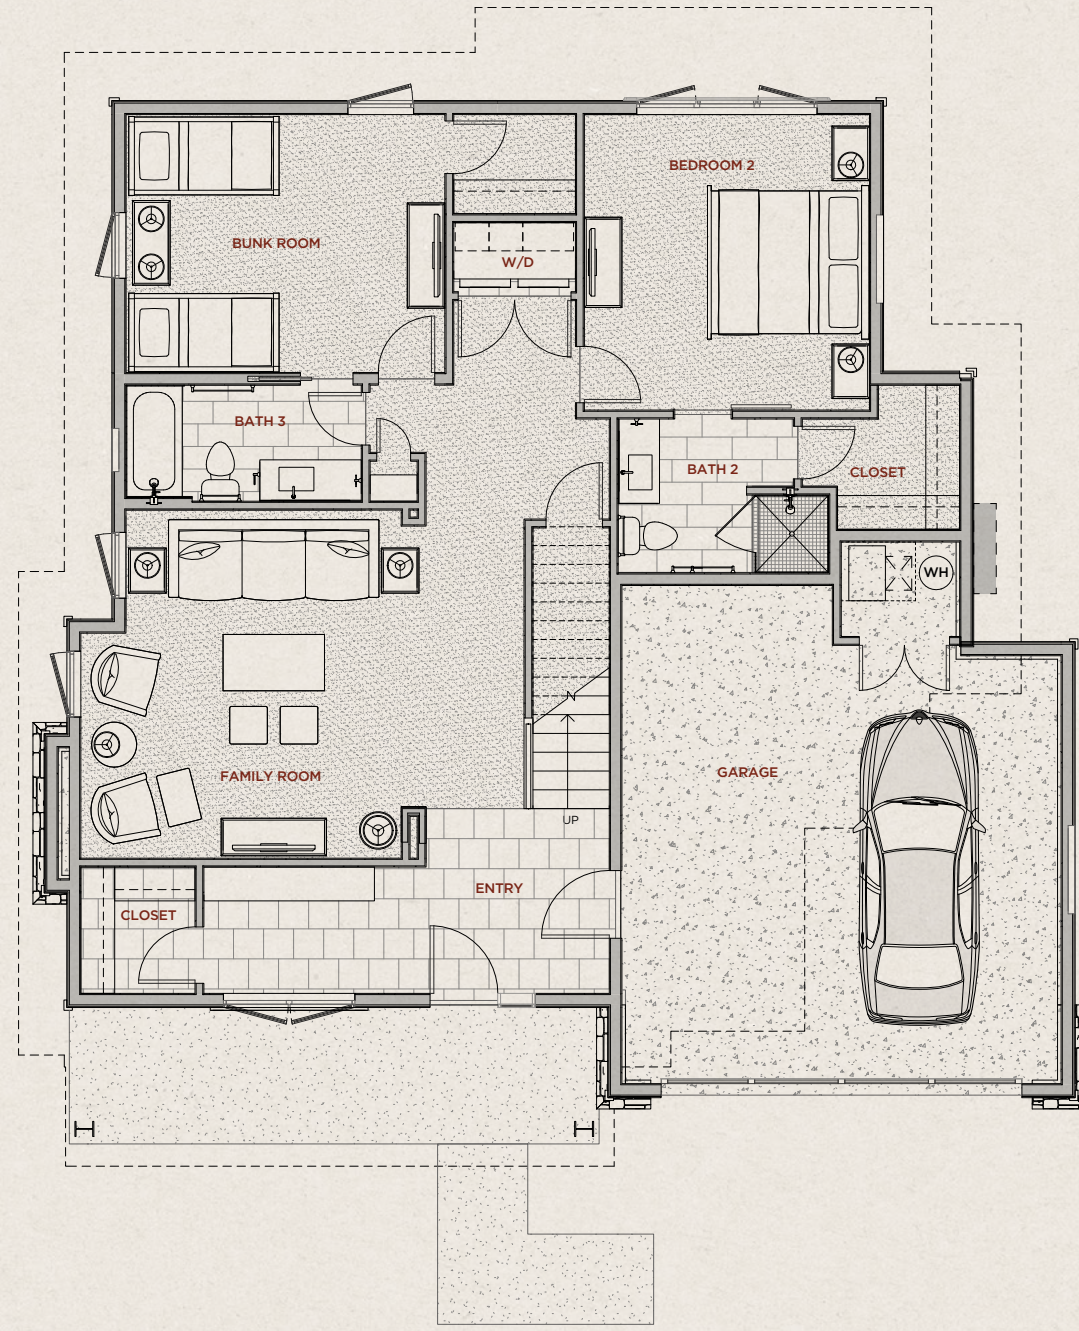 BEDROOM 2
BUNK ROOM
W/D
BATH 3
BATH 2
CLOSET
WH
GARAGE
FAMILY ROOM
UP
ENTRY
CLOSET